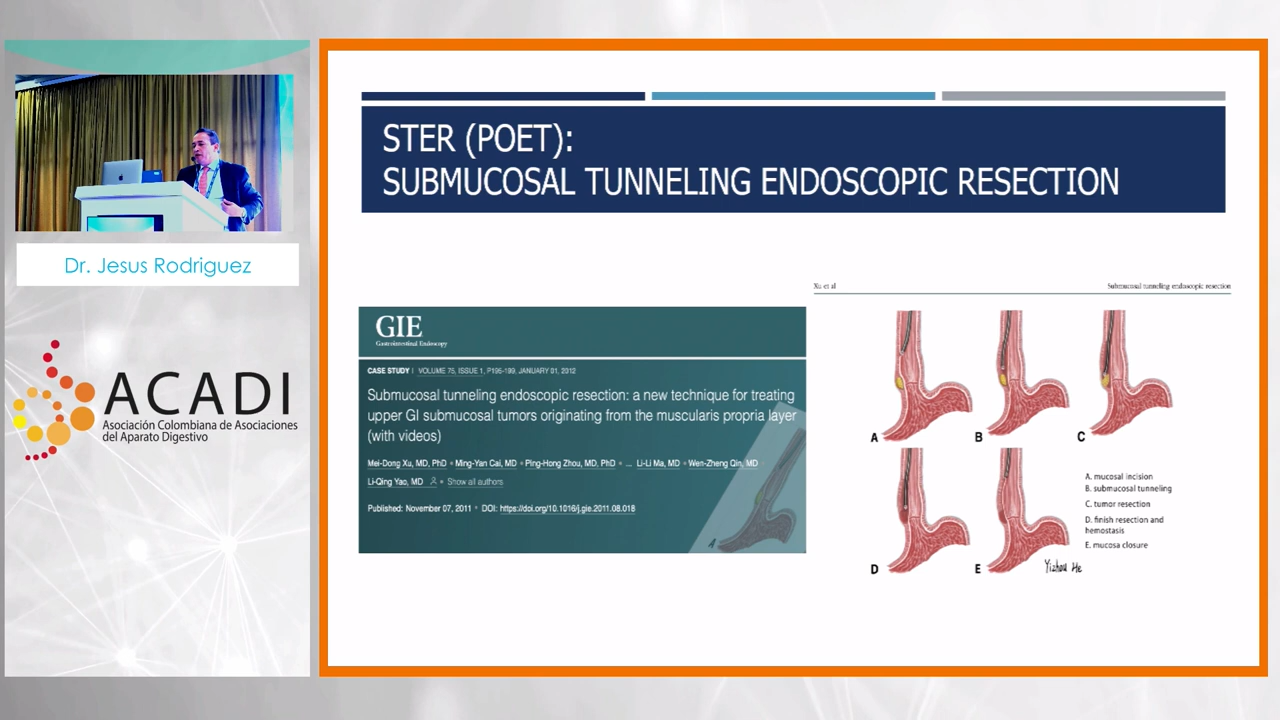 Dr. Jesus Rodriguez
ACADI
Asociación Colombiana de Asociaciones
del Aparato Digestivo
STER (POET):
SUBMUCOSAL TUNNELING ENDOSCOPIC RESECTION
GIE
Gastrointestinal Endoscopy
CASE STUDY | VOLUME 75, ISSUE 1, P195-199, JANUARY 01, 2012
Submucosal tunneling endoscopic resection: a new technique for treating
upper GI submucosal tumors originating from the muscularis propria layer
(with videos)
Mei-Dong Xu, MD, PhD • Ming-Yan Cai, MD • Ping-Hong Zhou, MD, PhD • ... Li-Li Ma, MD • Wen-Zheng Qin, MD
Li-Qing Yao, MD • Show all authors
Published: November 07, 2011 • DOI: https://doi.org/10.1016/j.gie.2011.08.018
A
Xu et al
Submucosal tunneling endoscopic resection
A
B
C
D
E
A. mucosal incision
B. submucosal tunneling
C. tumor resection
D. finish resection and
hemostasis
E. mucosa closure
Yizhou He